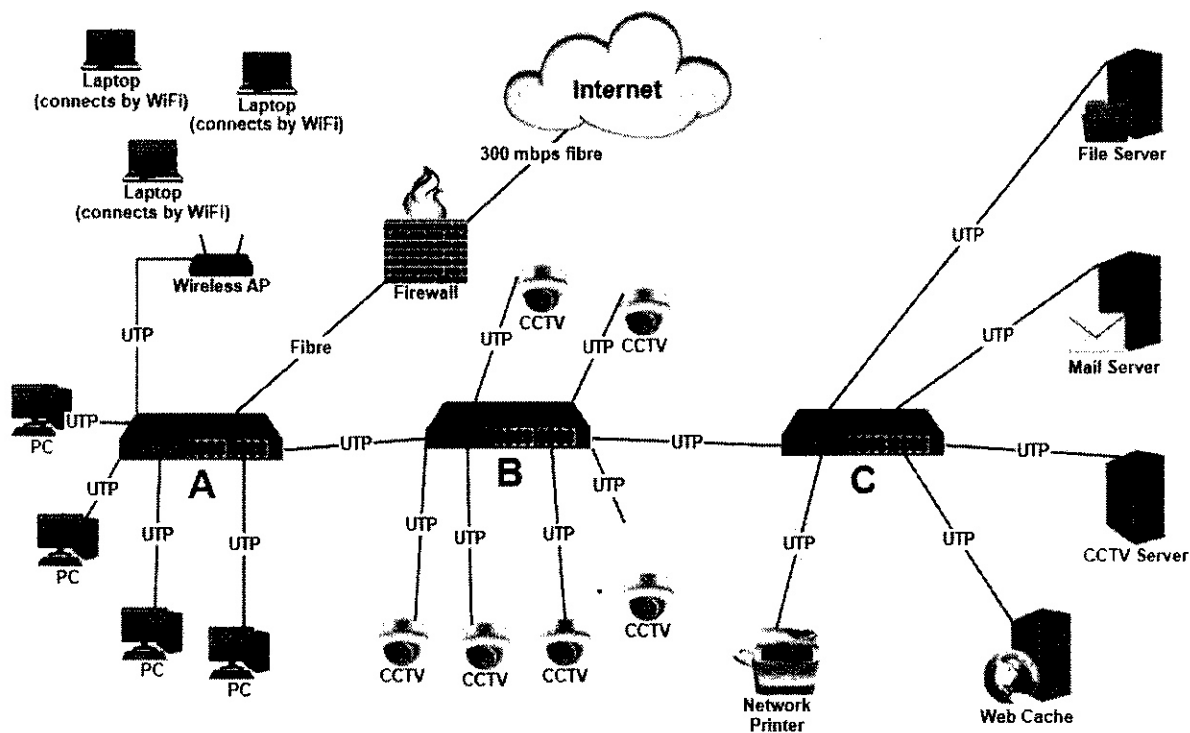 Laptop
(connects by WiFi)
Laptop
(connects by WiFi)
Laptop
(connects by WiFi)
Internet
300 mbps fibre
File Server
UTP
Wireless AP
Firewall
CCTV
UTP
CCTV
UTP
UTP
Mail Server
UTP
Fibre
UTP
PC
UTP
A
UTP
B
UTP
C
UTP
CCTV Server
UTP
PC
UTP
UTP
UTP
UTP
UTP
UTP
UTP
UTP
PC
PC
CCTV
CCTV
CCTV
CCTV
Network
Printer
Web Cache